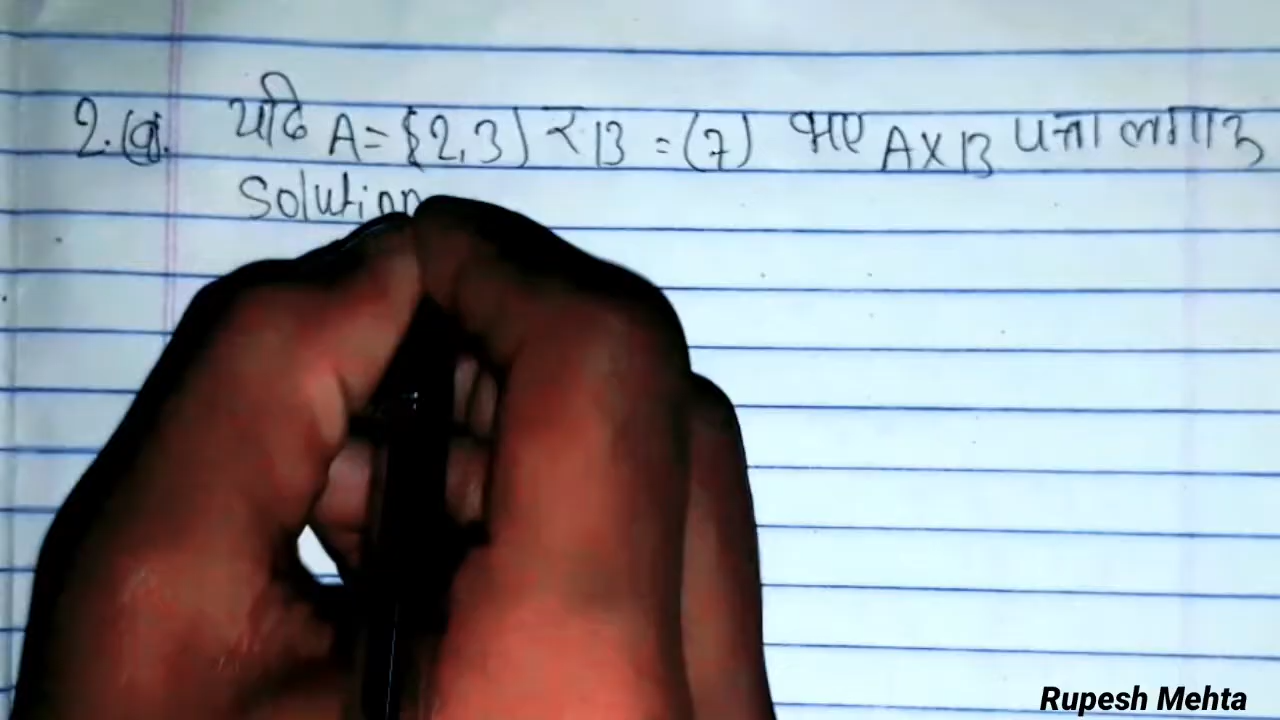 2.(a). यदि A = {2,3) र B = (7) भए A×B पत्ता लगाउ
Solution
Rupesh Mehta